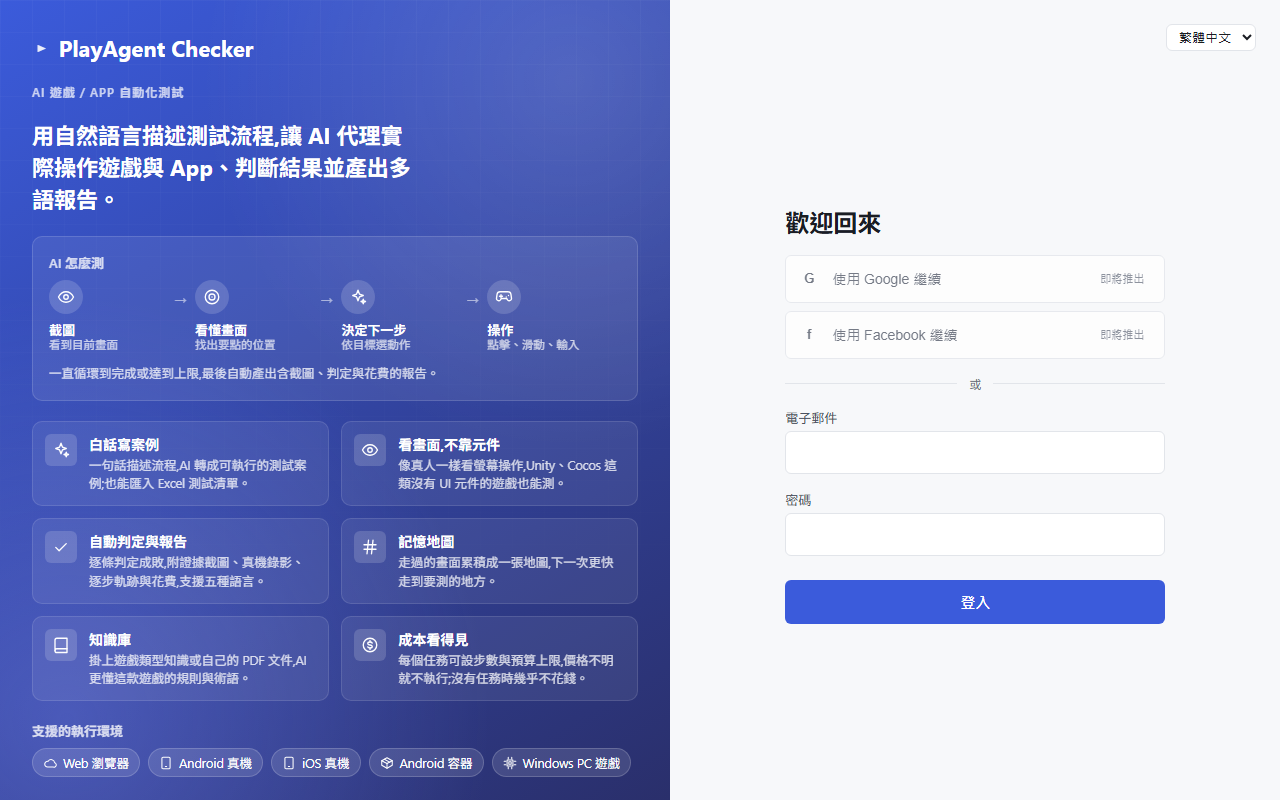 PlayAgent Checker
AI 遊戲 / APP 自動化測試
用自然語言描述測試流程,讓 AI 代理實
際操作遊戲與 App、判斷結果並產出多
語報告。
AI 怎麼測
→ → →
截圖 看懂畫面 決定下一步 操作
看到目前畫面 找出要點的位置 依目標選動作 點擊、滑動、輸入
一直循環到完成或達到上限,最後自動產出含截圖、判定與花費的報告。
白話寫案例
一句話描述流程,AI 轉成可執行的測試案
例;也能匯入 Excel 測試清單。
看畫面,不靠元件
像真人一樣看螢幕操作,Unity、Cocos 這
類沒有 UI 元件的遊戲也能測。
自動判定與報告
逐條判定成敗,附證據截圖、真機錄影、
逐步軌跡與花費,支援五種語言。
記憶地圖
走過的畫面累積成一張地圖,下一次更快
走到要測的地方。
知識庫
掛上遊戲類型知識或自己的 PDF 文件,AI
更懂這款遊戲的規則與術語。
成本看得見
每個任務可設步數與預算上限,價格不明
就不執行;沒有任務時幾乎不花錢。
支援的執行環境
Web 瀏覽器 Android 真機 iOS 真機 Android 容器 Windows PC 遊戲
繁體中文
歡迎回來
G 使用 Google 繼續 即將推出
f 使用 Facebook 繼續 即將推出
或
電子郵件
密碼
登入